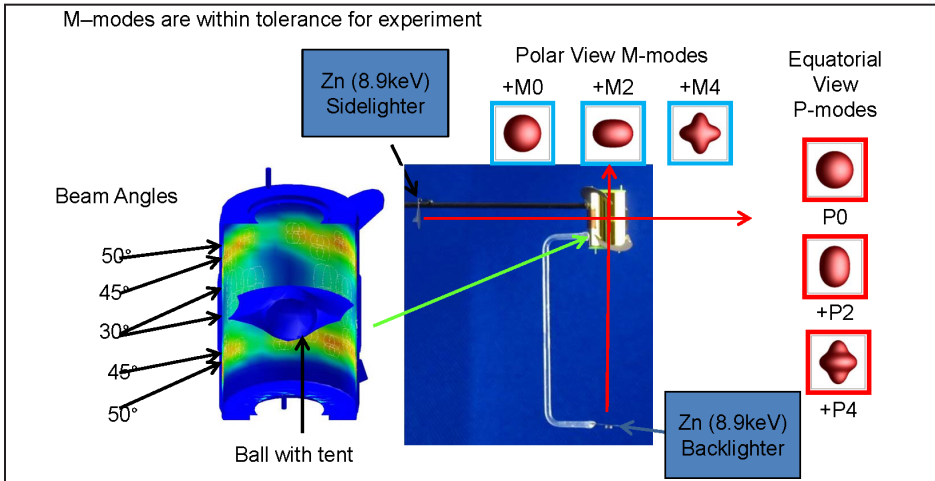 M–modes are within tolerance for experiment
Polar View M-modes
+M0
+M2
+M4
Equatorial
View
P-modes
Zn (8.9keV)
Sidelighter
Beam Angles
50°
45°
30°
45°
50°
P0
+P2
+P4
Ball with tent
Zn (8.9keV)
Backlighter